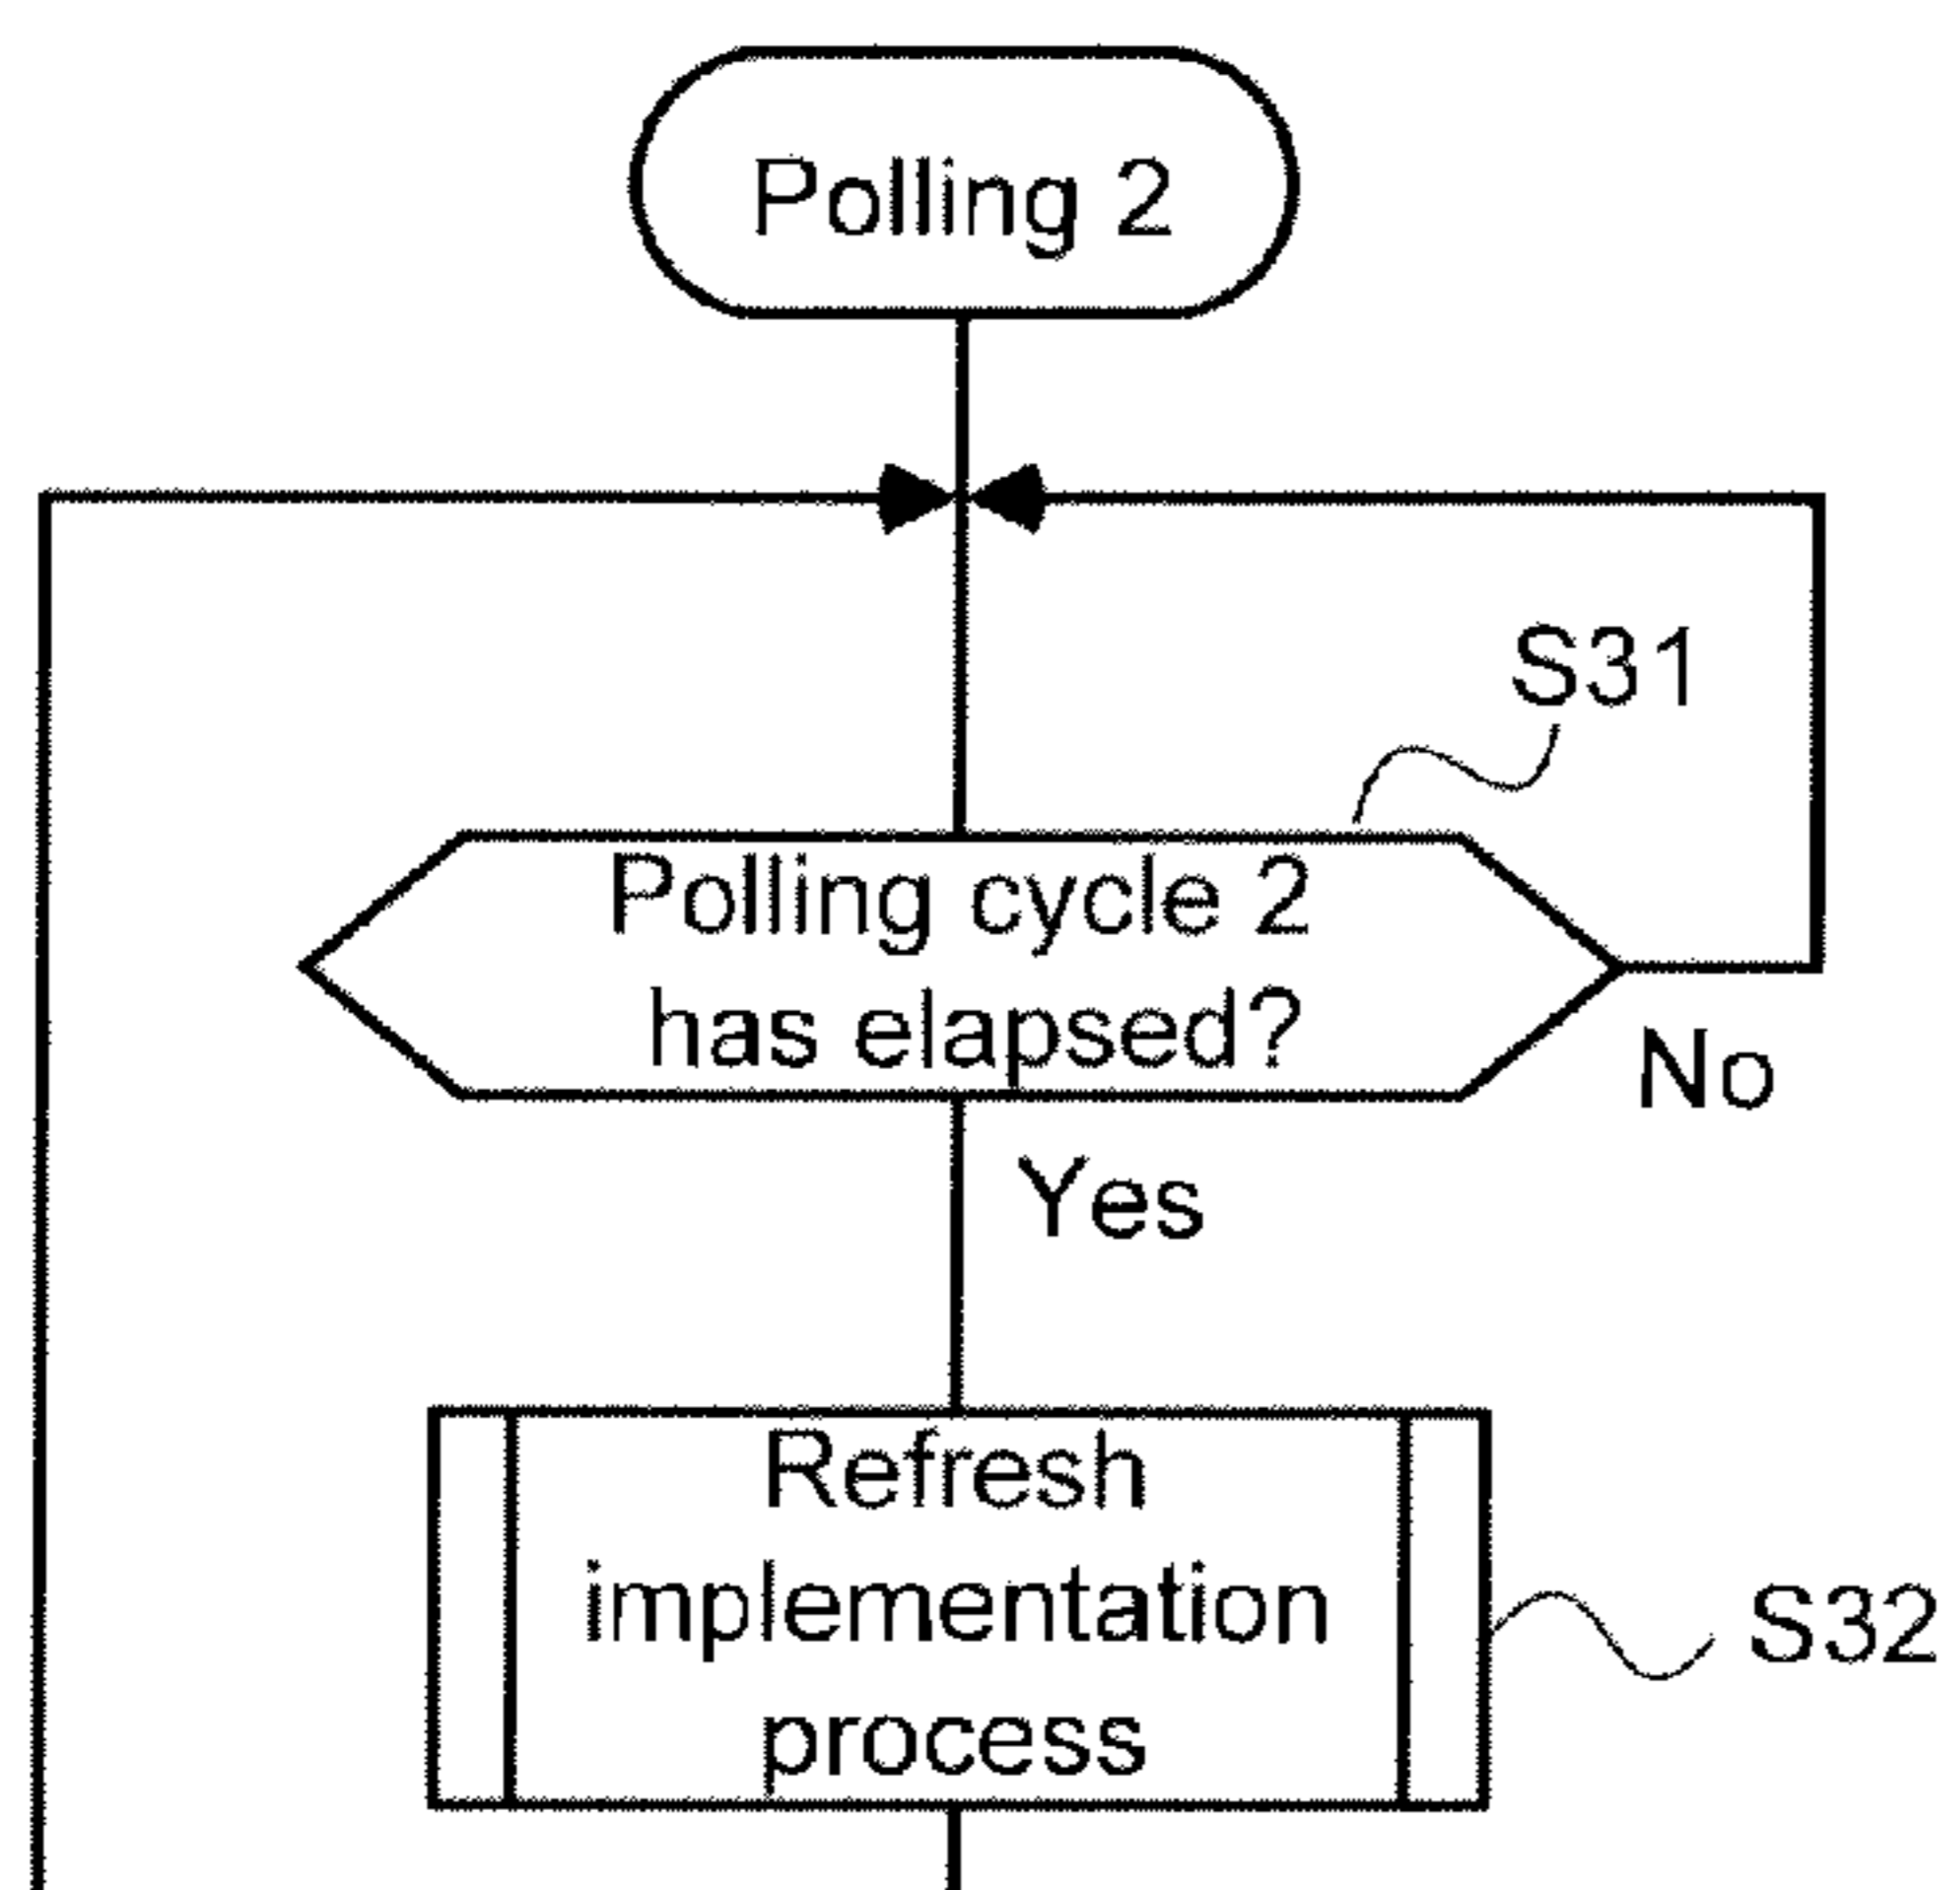 Polling 2
S31
Polling cycle 2
has elapsed?
No
Yes
Refresh
implementation
process
S32